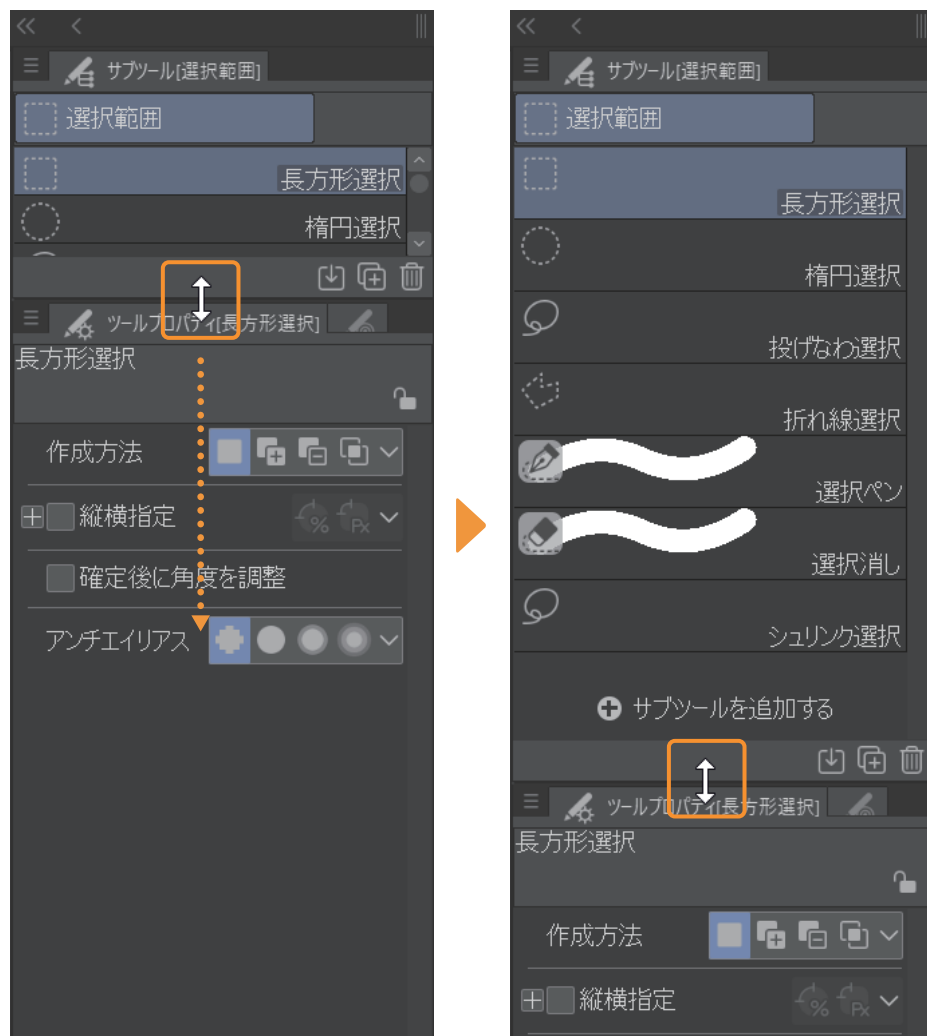 サブツール[選択範囲]
選択範囲
長方形選択
楕円選択
ツールプロパティ[長方形選択]
長方形選択
作成方法
縦横指定
% Px
確定後に角度を調整
アンチエイリアス
サブツール[選択範囲]
選択範囲
長方形選択
楕円選択
投げなわ選択
折れ線選択
選択ペン
選択消し
シュリンク選択
サブツールを追加する
ツールプロパティ[長方形選択]
長方形選択
作成方法
縦横指定
% Px